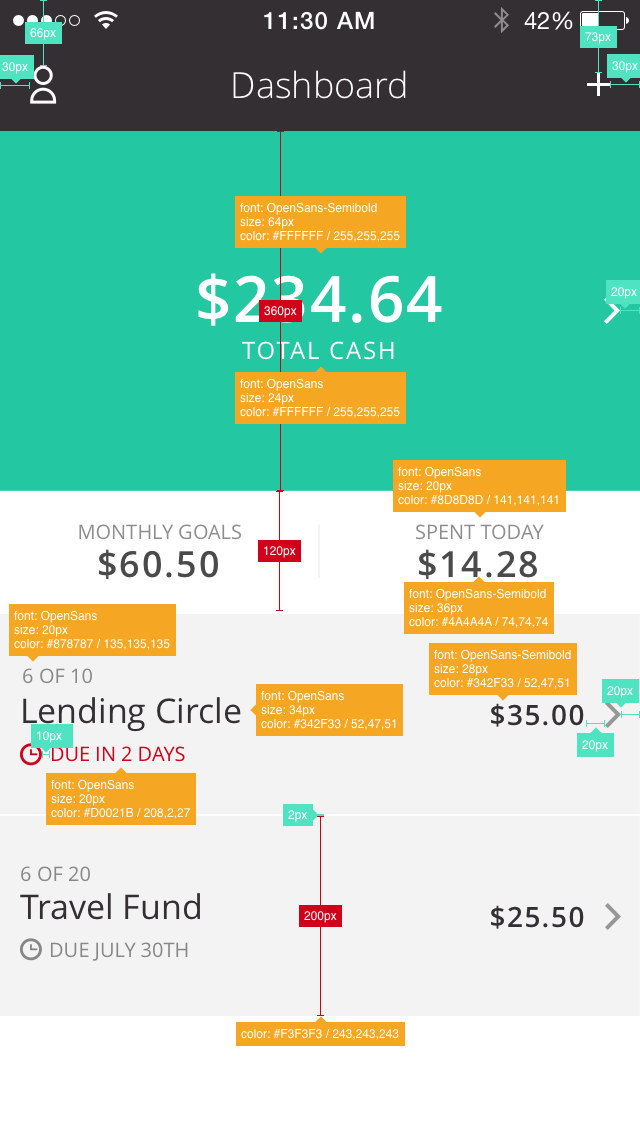 11:30 AM
42%
66px
73px
30px
30px
Dashboard
font: OpenSans-Semibold
size: 64px
color: #FFFFFF / 255,255,255
$234.64
20px
360px
TOTAL CASH
font: OpenSans
size: 24px
color: #FFFFFF / 255,255,255
font: OpenSans
size: 20px
color: #8D8D8D / 141,141,141
MONTHLY GOALS
SPENT TODAY
$60.50
120px
$14.28
font: OpenSans-Semibold
size: 36px
color: #4A4A4A / 74,74,74
font: OpenSans
size: 20px
color: #878787 / 135,135,135
font: OpenSans-Semibold
size: 28px
color: #342F33 / 52,47,51
6 OF 10
Lending Circle
font: OpenSans
size: 34px
color: #342F33 / 52,47,51
$35.00
20px
10px
20px
DUE IN 2 DAYS
font: OpenSans
size: 20px
color: #D0021B / 208,2,27
2px
6 OF 20
Travel Fund
200px
$25.50
DUE JULY 30TH
color: #F3F3F3 / 243,243,243